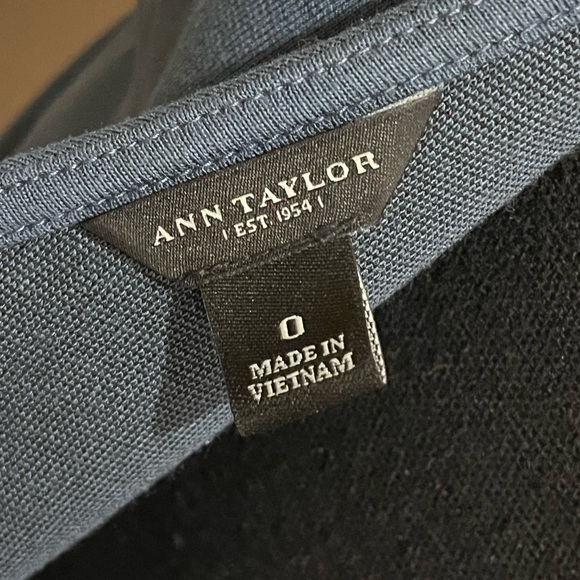 ANN TAYLOR
| EST 1954 |
0
MADE IN
VIETNAM